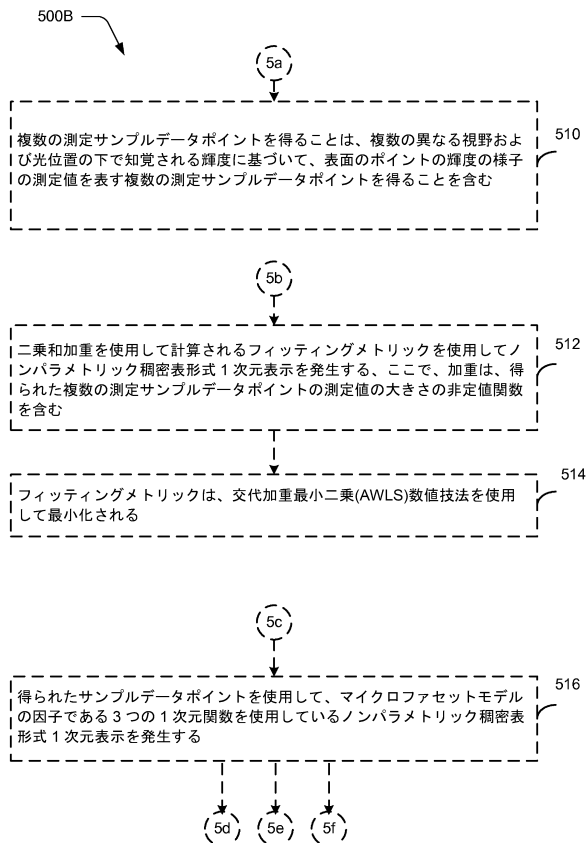 500B
5a
複数の測定サンプルデータポイントを得ることは、複数の異なる視野およ
び光位置の下で知覚される輝度に基づいて、表面のポイントの輝度の様子
の測定値を表す複数の測定サンプルデータポイントを得ることを含む
510
5b
二乗和加重を使用して計算されるフィッティングメトリックを使用してノ
ンパラメトリック稠密表形式1次元表示を発生する、ここで、加重は、得
られた複数の測定サンプルデータポイントの測定値の大きさの非定値関数
を含む
512
フィッティングメトリックは、交代加重最小二乗(AWLS)数値技法を使用
して最小化される
514
5c
得られたサンプルデータポイントを使用して、マイクロファセットモデル
の因子である3つの1次元関数を使用しているノンパラメトリック稠密表
形式1次元表示を発生する
516
5d
5e
5f